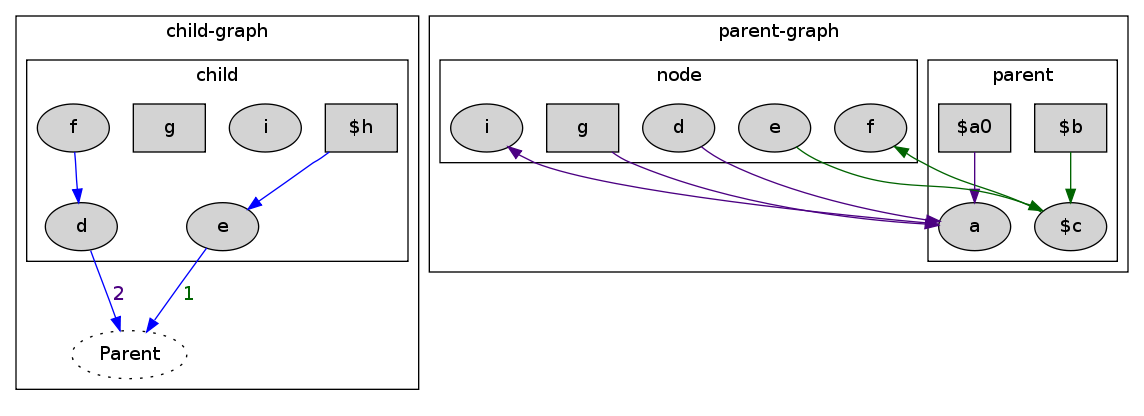 child-graph
child
f
g
i
$h
d
e
2
1
Parent
parent-graph
node
i
g
d
e
f
parent
$a0
$b
a
$c